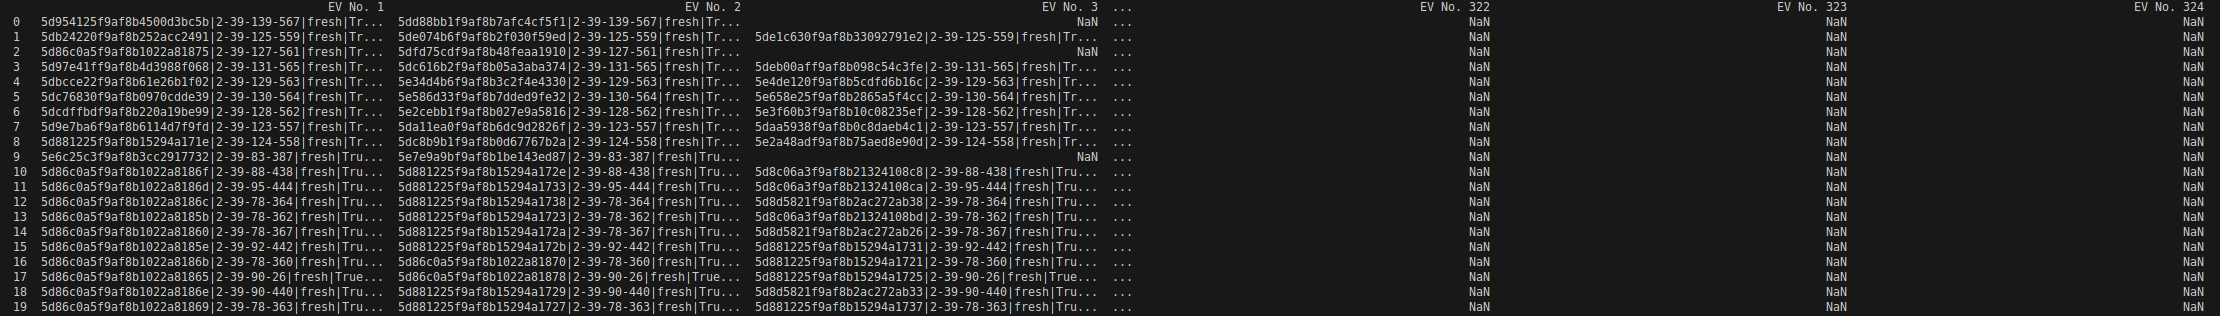 EV No. 1 EV No. 2 EV No. 3 ... EV No. 322 EV No. 323 EV No. 324
0 5d954125f9af8b4500d3bc5b|2-39-139-567|fresh|Tr... 5dd88bb1f9af8b7afc4cf5f1|2-39-139-567|fresh|Tr... NaN ... NaN NaN NaN
1 5db24220f9af8b252acc2491|2-39-125-559|fresh|Tr... 5de074b6f9af8b2f030f59ed|2-39-125-559|fresh|Tr... 5de1c630f9af8b33092791e2|2-39-125-559|fresh|Tr... ... NaN NaN NaN
2 5d86c0a5f9af8b1022a81875|2-39-127-561|fresh|Tr... 5dfd75cdf9af8b48feaa1910|2-39-127-561|fresh|Tr... NaN ... NaN NaN NaN
3 5d97e41ff9af8b4d3988f068|2-39-131-565|fresh|Tr... 5dc616b2f9af8b05a3aba374|2-39-131-565|fresh|Tr... 5deb00aff9af8b098c54c3fe|2-39-131-565|fresh|Tr... ... NaN NaN NaN
4 5dbcce22f9af8b61e26b1f02|2-39-129-563|fresh|Tr... 5e34d4b6f9af8b3c2f4e4330|2-39-129-563|fresh|Tr... 5e4de120f9af8b5cdfd6b16c|2-39-129-563|fresh|Tr... ... NaN NaN NaN
5 5dc76830f9af8b0970cdde39|2-39-130-564|fresh|Tr... 5e586d33f9af8b7dded9fe32|2-39-130-564|fresh|Tr... 5e658e25f9af8b2865a5f4cc|2-39-130-564|fresh|Tr... ... NaN NaN NaN
6 5dcdffbdf9af8b220a19be99|2-39-128-562|fresh|Tr... 5e2cebb1f9af8b027e9a5816|2-39-128-562|fresh|Tr... 5e3f60b3f9af8b10c08235ef|2-39-128-562|fresh|Tr... ... NaN NaN NaN
7 5d9e7ba6f9af8b6114d7f9fd|2-39-123-557|fresh|Tr... 5da11ea0f9af8b6dc9d2826f|2-39-123-557|fresh|Tr... 5daa5938f9af8b0c8daeb4c1|2-39-123-557|fresh|Tr... ... NaN NaN NaN
8 5d881225f9af8b15294a171e|2-39-124-558|fresh|Tr... 5dc8b9b1f9af8b0d67767b2a|2-39-124-558|fresh|Tr... 5e2a48adf9af8b75aed8e90d|2-39-124-558|fresh|Tr... ... NaN NaN NaN
9 5e6c25c3f9af8b3cc2917732|2-39-83-387|fresh|Tru... 5e7e9a9bf9af8b1be143ed87|2-39-83-387|fresh|Tru... NaN ... NaN NaN NaN
10 5d86c0a5f9af8b1022a8186f|2-39-88-438|fresh|Tru... 5d881225f9af8b15294a172e|2-39-88-438|fresh|Tru... 5d8c06a3f9af8b21324108c8|2-39-88-438|fresh|Tru... ... NaN NaN NaN
11 5d86c0a5f9af8b1022a8186d|2-39-95-444|fresh|Tru... 5d881225f9af8b15294a1733|2-39-95-444|fresh|Tru... 5d8c06a3f9af8b21324108ca|2-39-95-444|fresh|Tru... ... NaN NaN NaN
12 5d86c0a5f9af8b1022a8186c|2-39-78-364|fresh|Tru... 5d881225f9af8b15294a1738|2-39-78-364|fresh|Tru... 5d8d5821f9af8b2ac272ab38|2-39-78-364|fresh|Tru... ... NaN NaN NaN
13 5d86c0a5f9af8b1022a8185b|2-39-78-362|fresh|Tru... 5d881225f9af8b15294a1723|2-39-78-362|fresh|Tru... 5d8c06a3f9af8b21324108bd|2-39-78-362|fresh|Tru... ... NaN NaN NaN
14 5d86c0a5f9af8b1022a81860|2-39-78-367|fresh|Tru... 5d881225f9af8b15294a172a|2-39-78-367|fresh|Tru... 5d8d5821f9af8b2ac272ab26|2-39-78-367|fresh|Tru... ... NaN NaN NaN
15 5d86c0a5f9af8b1022a8185e|2-39-92-442|fresh|Tru... 5d881225f9af8b15294a172b|2-39-92-442|fresh|Tru... 5d881225f9af8b15294a1731|2-39-92-442|fresh|Tru... ... NaN NaN NaN
16 5d86c0a5f9af8b1022a8186b|2-39-78-360|fresh|Tru... 5d86c0a5f9af8b1022a81870|2-39-78-360|fresh|Tru... 5d881225f9af8b15294a1721|2-39-78-360|fresh|Tru... ... NaN NaN NaN
17 5d86c0a5f9af8b1022a81865|2-39-90-26|fresh|True... 5d86c0a5f9af8b1022a81878|2-39-90-26|fresh|True... 5d881225f9af8b15294a1725|2-39-90-26|fresh|True... ... NaN NaN NaN
18 5d86c0a5f9af8b1022a8186e|2-39-90-440|fresh|Tru... 5d881225f9af8b15294a1729|2-39-90-440|fresh|Tru... 5d8d5821f9af8b2ac272ab33|2-39-90-440|fresh|Tru... ... NaN NaN NaN
19 5d86c0a5f9af8b1022a81869|2-39-78-363|fresh|Tru... 5d881225f9af8b15294a1727|2-39-78-363|fresh|Tru... 5d881225f9af8b15294a1737|2-39-78-363|fresh|Tru... ... NaN NaN NaN